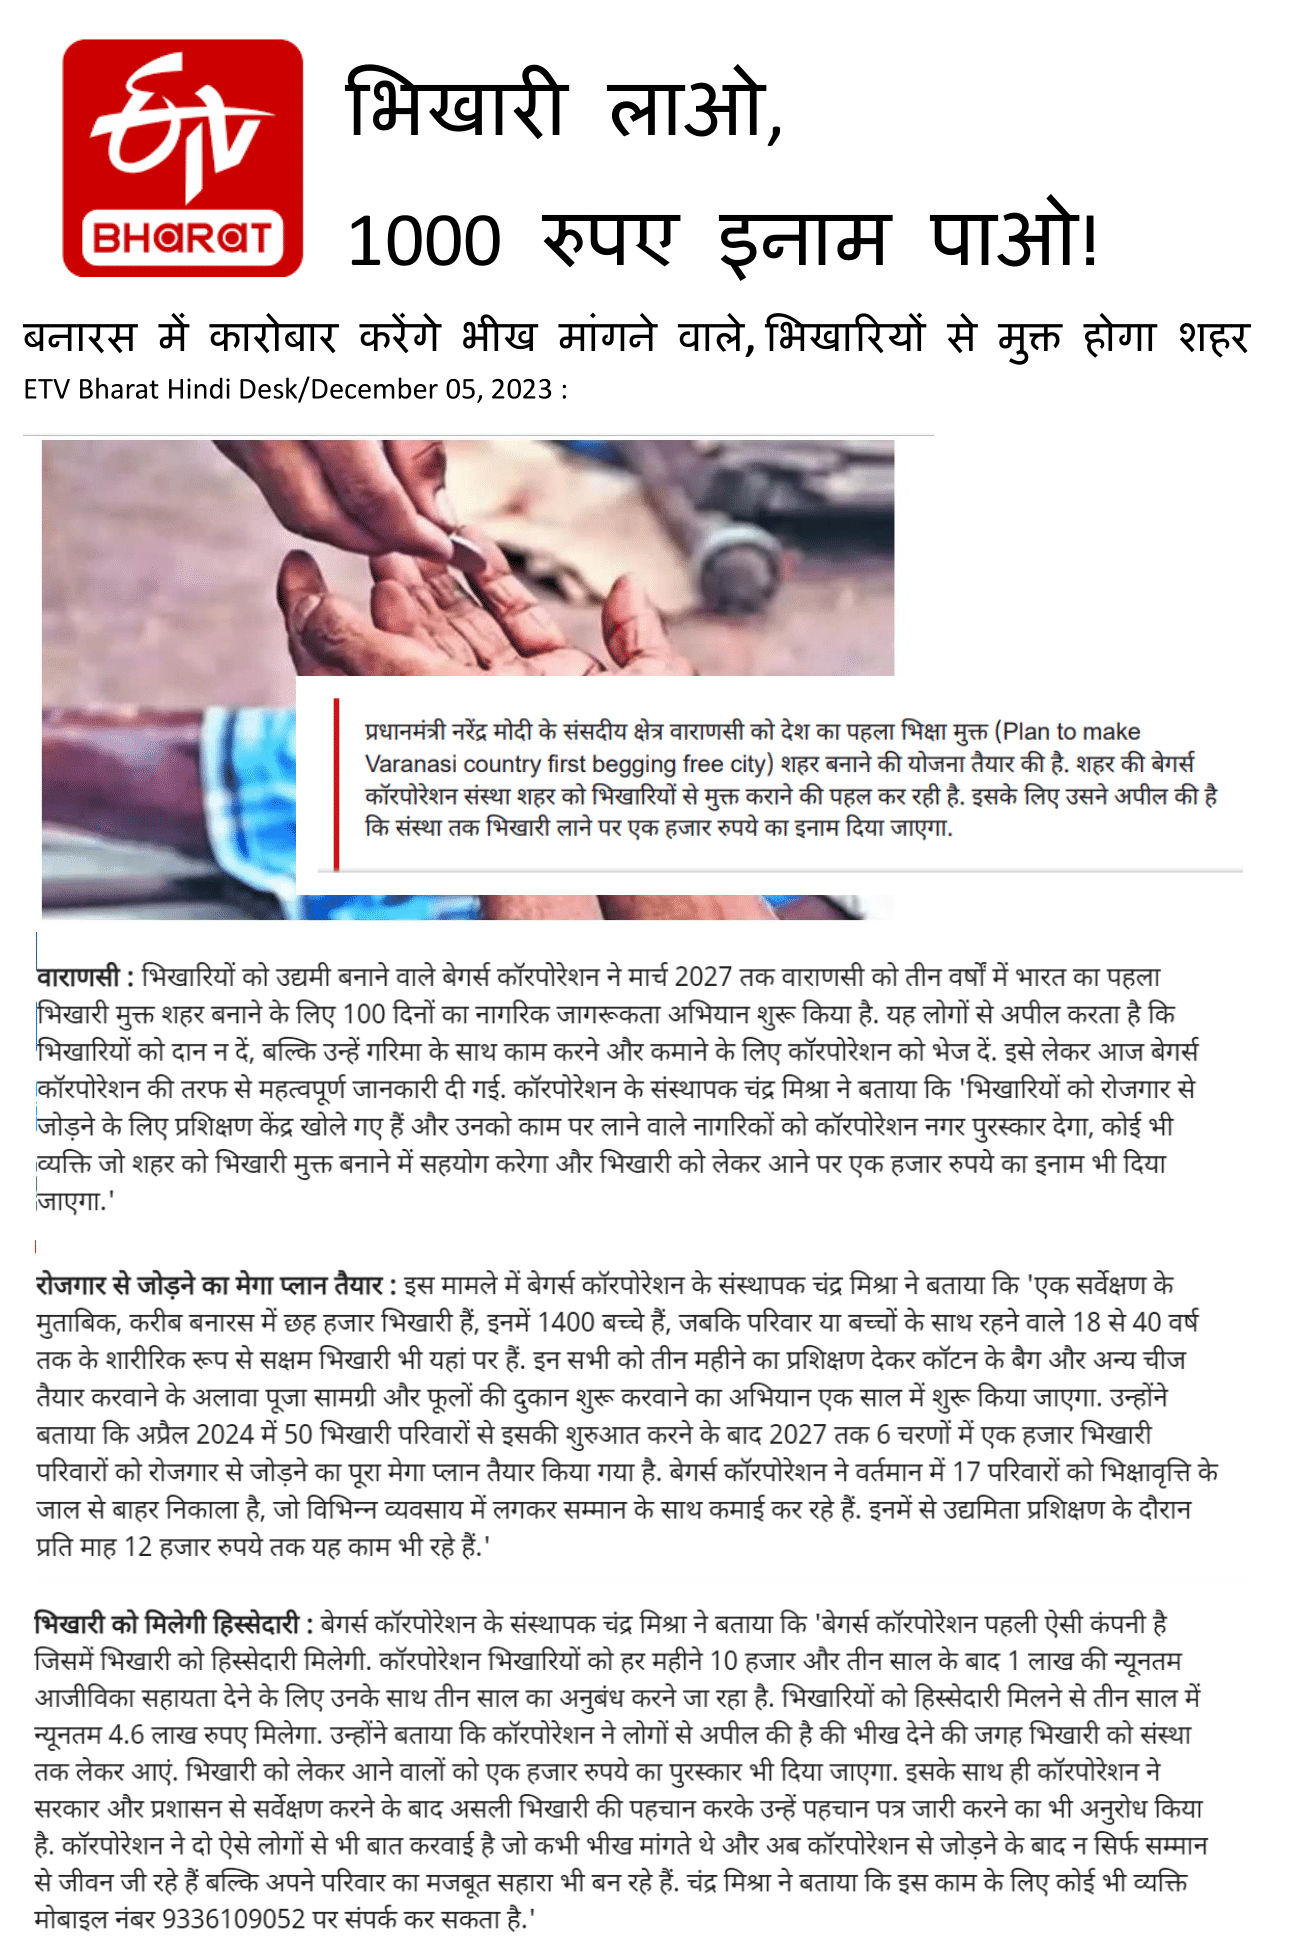 ETV
BHARAT
भिखारी लाओ,
1000 रुपए इनाम पाओ!
बनारस में कारोबार करेंगे भीख मांगने वाले, भिखारियों से मुक्त होगा शहर
ETV Bharat Hindi Desk/December 05, 2023 :
प्रधानमंत्री नरेंद्र मोदी के संसदीय क्षेत्र वाराणसी को देश का पहला भिक्षा मुक्त (Plan to make
Varanasi country first begging free city) शहर बनाने की योजना तैयार की है. शहर की बेगर्स
कॉरपोरेशन संस्था शहर को भिखारियों से मुक्त कराने की पहल कर रही है. इसके लिए उसने अपील की है
कि संस्था तक भिखारी लाने पर एक हजार रुपये का इनाम दिया जाएगा.
वाराणसी : भिखारियों को उद्यमी बनाने वाले बेगर्स कॉरपोरेशन ने मार्च 2027 तक वाराणसी को तीन वर्षों में भारत का पहला
भिखारी मुक्त शहर बनाने के लिए 100 दिनों का नागरिक जागरूकता अभियान शुरू किया है. यह लोगों से अपील करता है कि
भिखारियों को दान न दें, बल्कि उन्हें गरिमा के साथ काम करने और कमाने के लिए कॉरपोरेशन को भेज दें. इसे लेकर आज बेगर्स
कॉरपोरेशन की तरफ से महत्वपूर्ण जानकारी दी गई. कॉरपोरेशन के संस्थापक चंद्र मिश्रा ने बताया कि 'भिखारियों को रोजगार से
जोड़ने के लिए प्रशिक्षण केंद्र खोले गए हैं और उनको काम पर लाने वाले नागरिकों को कॉरपोरेशन नगर पुरस्कार देगा, कोई भी
व्यक्ति जो शहर को भिखारी मुक्त बनाने में सहयोग करेगा और भिखारी को लेकर आने पर एक हजार रुपये का इनाम भी दिया
जाएगा.'
रोजगार से जोड़ने का मेगा प्लान तैयार : इस मामले में बेगर्स कॉरपोरेशन के संस्थापक चंद्र मिश्रा ने बताया कि 'एक सर्वेक्षण के
मुताबिक, करीब बनारस में छह हजार भिखारी हैं, इनमें 1400 बच्चे हैं, जबकि परिवार या बच्चों के साथ रहने वाले 18 से 40 वर्ष
तक के शारीरिक रूप से सक्षम भिखारी भी यहां पर हैं. इन सभी को तीन महीने का प्रशिक्षण देकर कॉटन के बैग और अन्य चीज
तैयार करवाने के अलावा पूजा सामग्री और फूलों की दुकान शुरू करवाने का अभियान एक साल में शुरू किया जाएगा. उन्होंने
बताया कि अप्रैल 2024 में 50 भिखारी परिवारों से इसकी शुरुआत करने के बाद 2027 तक 6 चरणों में एक हजार भिखारी
परिवारों को रोजगार से जोड़ने का पूरा मेगा प्लान तैयार किया गया है. बेगर्स कॉरपोरेशन ने वर्तमान में 17 परिवारों को भिक्षावृत्ति के
जाल से बाहर निकाला है, जो विभिन्न व्यवसाय में लगकर सम्मान के साथ कमाई कर रहे हैं. इनमें से उद्यमिता प्रशिक्षण के दौरान
प्रति माह 12 हजार रुपये तक यह काम भी रहे हैं.'
भिखारी को मिलेगी हिस्सेदारी : बेगर्स कॉरपोरेशन के संस्थापक चंद्र मिश्रा ने बताया कि 'बेगर्स कॉरपोरेशन पहली ऐसी कंपनी है
जिसमें भिखारी को हिस्सेदारी मिलेगी. कॉरपोरेशन भिखारियों को हर महीने 10 हजार और तीन साल के बाद 1 लाख की न्यूनतम
आजीविका सहायता देने के लिए उनके साथ तीन साल का अनुबंध करने जा रहा है. भिखारियों को हिस्सेदारी मिलने से तीन साल में
न्यूनतम 4.6 लाख रुपए मिलेगा. उन्होंने बताया कि कॉरपोरेशन ने लोगों से अपील की है की भीख देने की जगह भिखारी को संस्था
तक लेकर आएं. भिखारी को लेकर आने वालों को एक हजार रुपये का पुरस्कार भी दिया जाएगा. इसके साथ ही कॉरपोरेशन ने
सरकार और प्रशासन से सर्वेक्षण करने के बाद असली भिखारी की पहचान करके उन्हें पहचान पत्र जारी करने का भी अनुरोध किया
है. कॉरपोरेशन ने दो ऐसे लोगों से भी बात करवाई है जो कभी भीख मांगते थे और अब कॉरपोरेशन से जोड़ने के बाद न सिर्फ सम्मान
से जीवन जी रहे हैं बल्कि अपने परिवार का मजबूत सहारा भी बन रहे हैं. चंद्र मिश्रा ने बताया कि इस काम के लिए कोई भी व्यक्ति
मोबाइल नंबर 9336109052 पर संपर्क कर सकता है.'